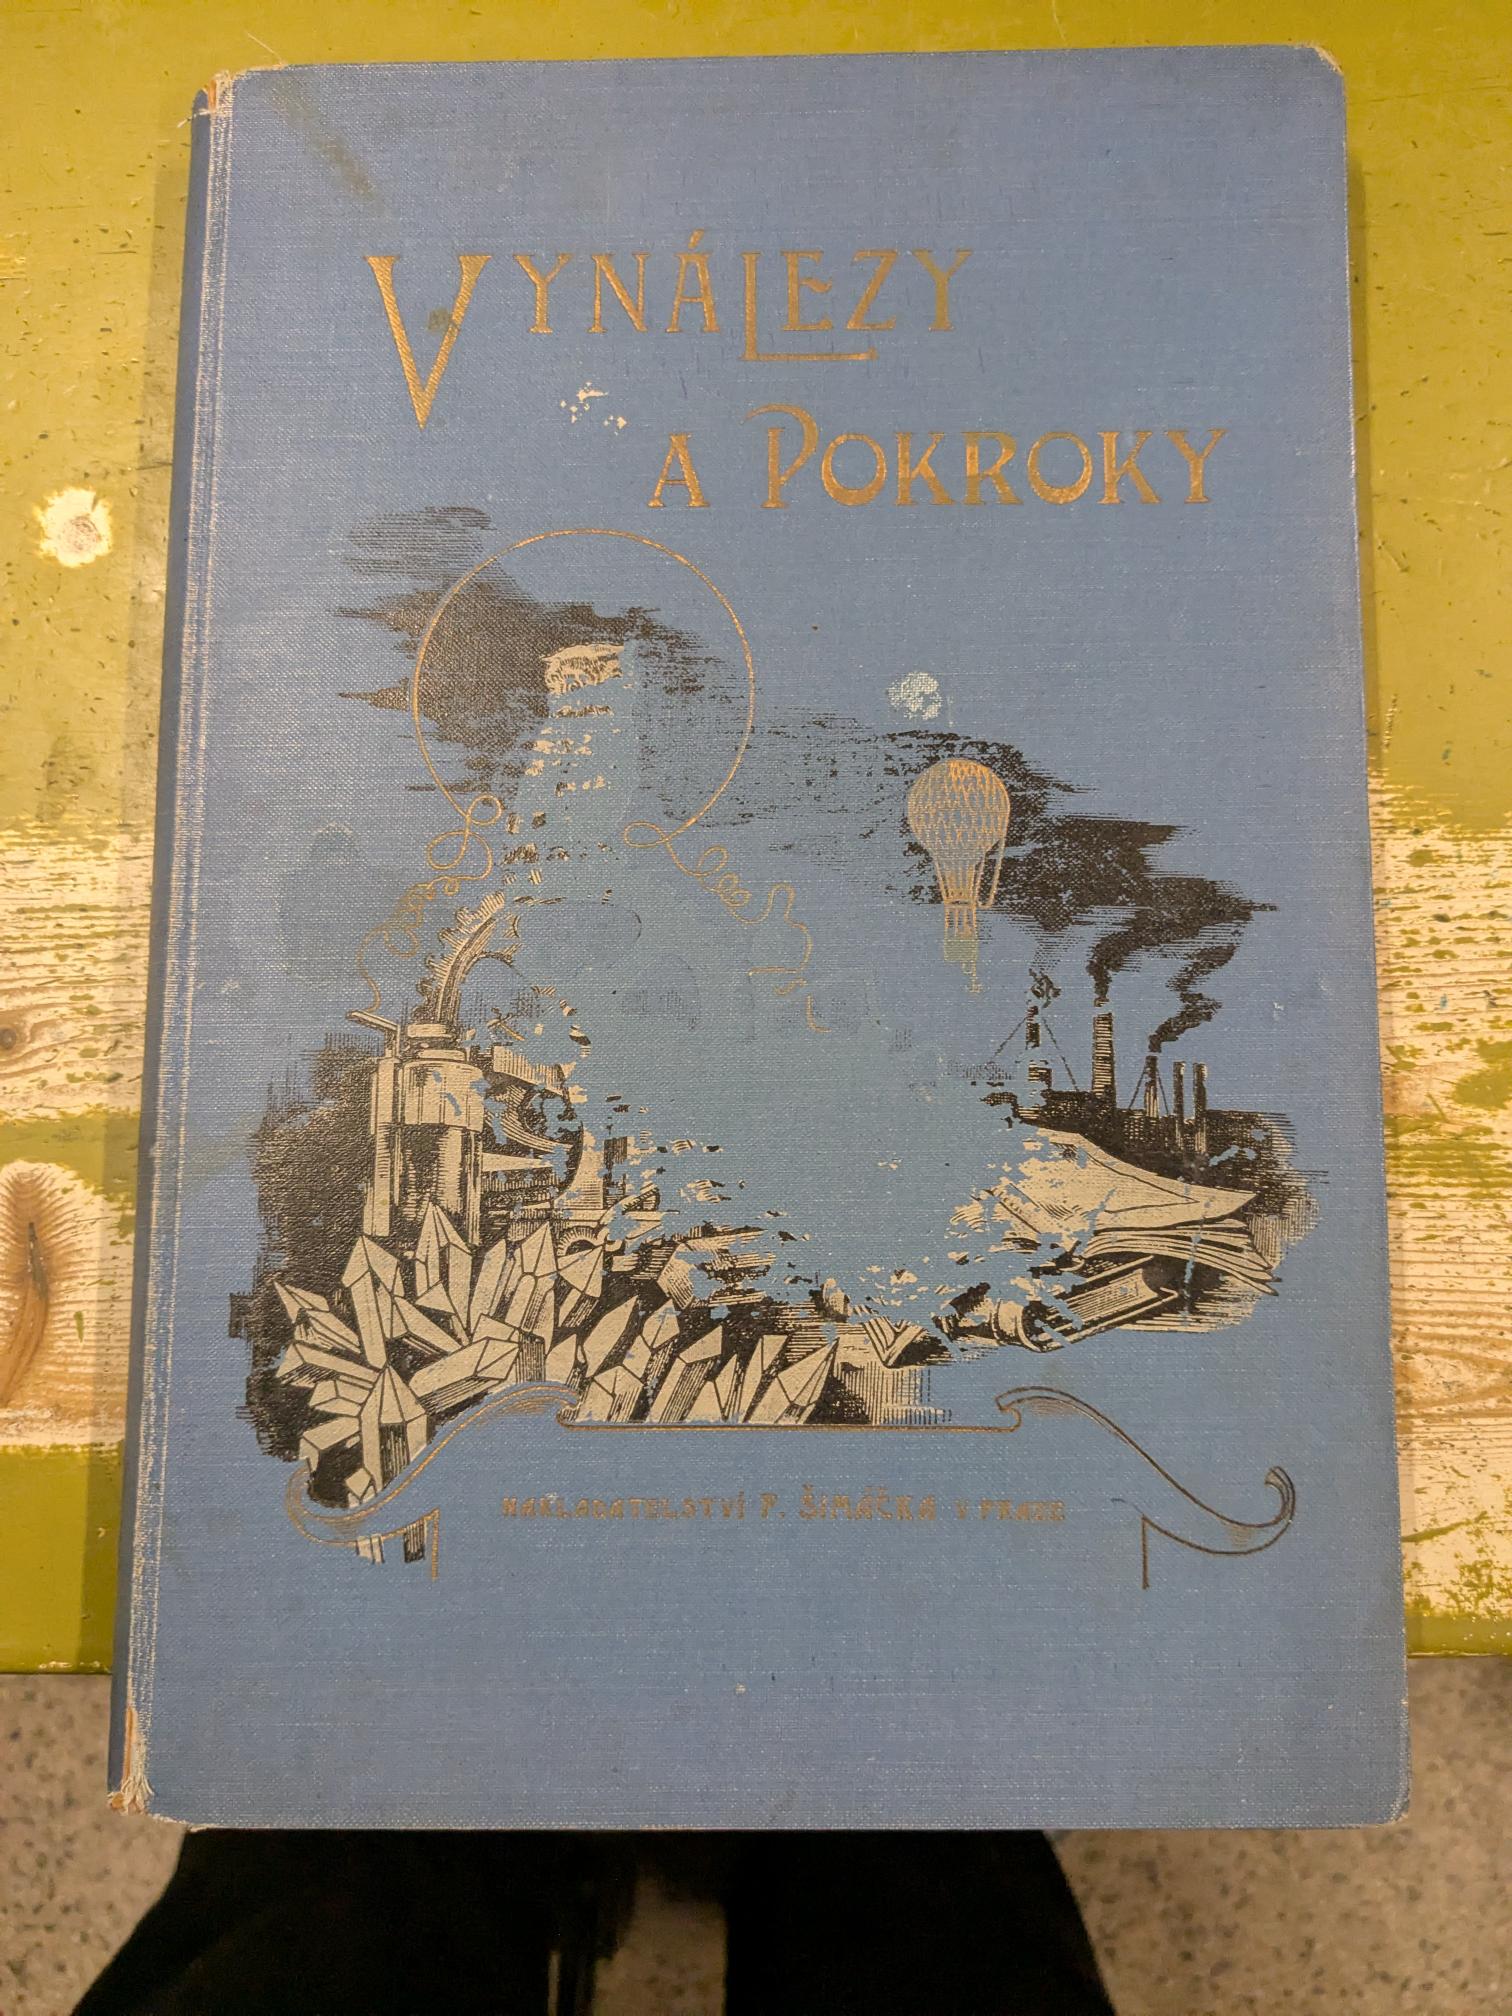 VYNÁLEZY
A POKROKY
NAKLADATELSTVÍ F. ŠIMÁČKA V PRAZE